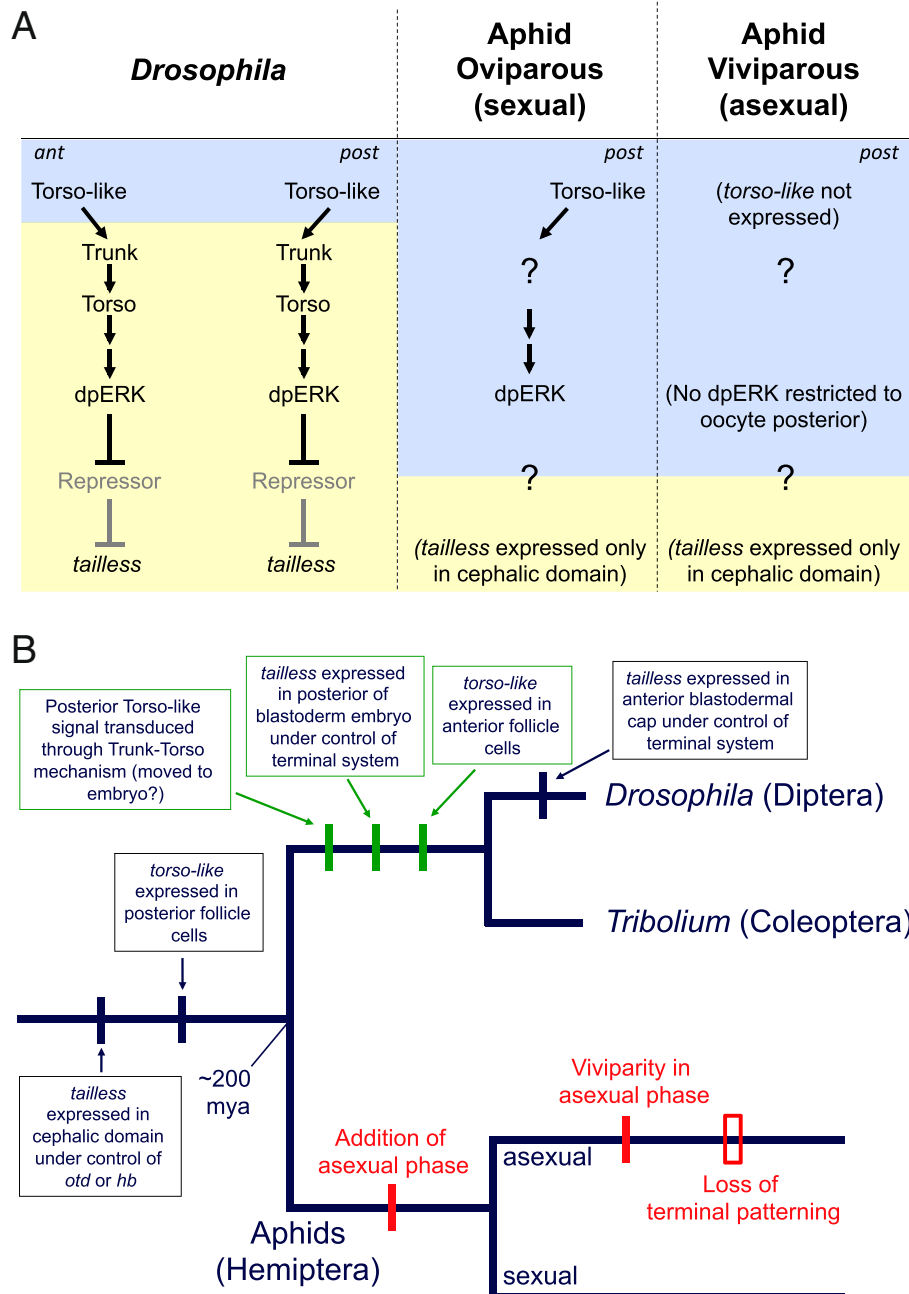 A
Drosophila
Aphid
Oviparous
(sexual)
Aphid
Viviparous
(asexual)
ant
post
post
post
Torso-like
Torso-like
Torso-like
(torso-like not
expressed)
Trunk
Trunk
?
?
Torso
Torso
dpERK
dpERK
dpERK
(No dpERK restricted to
oocyte posterior)
Repressor
Repressor
?
?
tailless
tailless
(tailless expressed only
in cephalic domain)
(tailless expressed only
in cephalic domain)
B
Posterior Torso-like
signal transduced
through Trunk-Torso
mechanism (moved to
embryo?)
tailless expressed
in posterior of
blastoderm embryo
under control of
terminal system
torso-like
expressed in
anterior follicle
cells
tailless expressed in
anterior blastodermal
cap under control of
terminal system
Drosophila (Diptera)
torso-like
expressed in
posterior follicle
cells
Tribolium (Coleoptera)
tailless
expressed in
cephalic domain
under control of
otd or hb
~200
mya
Addition of
asexual phase
Viviparity in
asexual phase
asexual
Loss of
terminal patterning
Aphids
(Hemiptera)
sexual